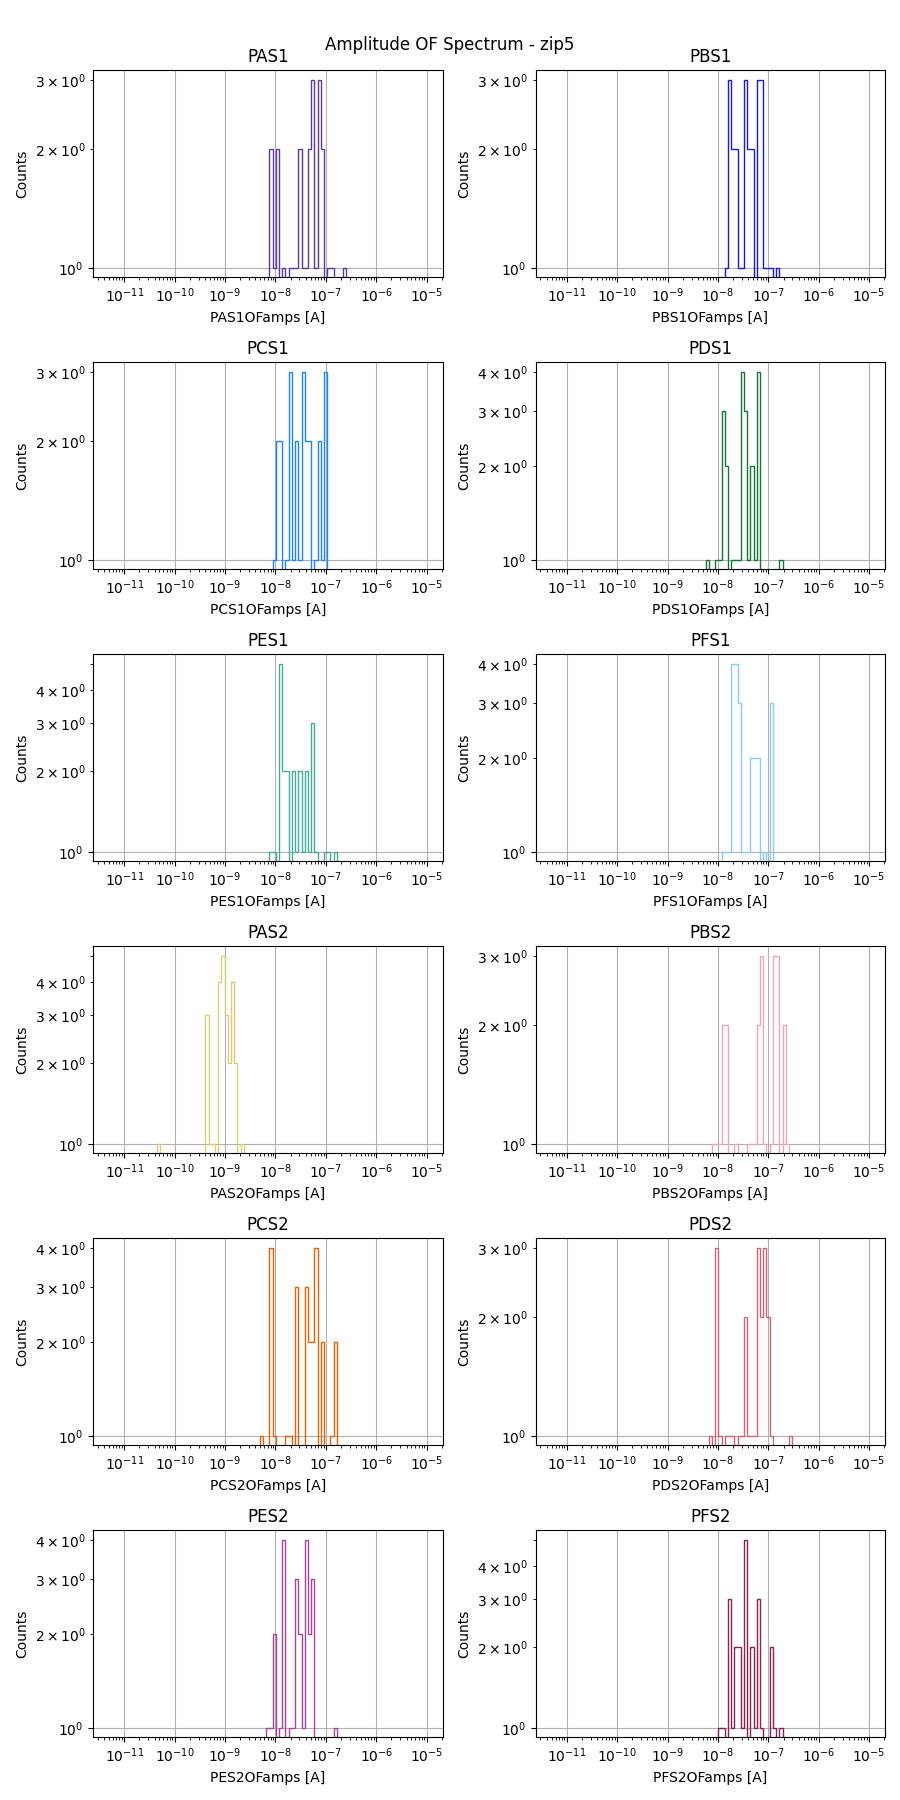 Amplitude OF Spectrum - zip5
PAS1 PBS1
3 × 10⁰ 3 × 10⁰
2 × 10⁰ 2 × 10⁰
10⁰ 10⁰
Counts Counts
10⁻¹¹ 10⁻¹⁰ 10⁻⁹ 10⁻⁸ 10⁻⁷ 10⁻⁶ 10⁻⁵ 10⁻¹¹ 10⁻¹⁰ 10⁻⁹ 10⁻⁸ 10⁻⁷ 10⁻⁶ 10⁻⁵
PAS1OFamps [A] PBS1OFamps [A]
PCS1 PDS1
3 × 10⁰ 4 × 10⁰
2 × 10⁰ 3 × 10⁰
10⁰ 2 × 10⁰
10⁰
Counts Counts
10⁻¹¹ 10⁻¹⁰ 10⁻⁹ 10⁻⁸ 10⁻⁷ 10⁻⁶ 10⁻⁵ 10⁻¹¹ 10⁻¹⁰ 10⁻⁹ 10⁻⁸ 10⁻⁷ 10⁻⁶ 10⁻⁵
PCS1OFamps [A] PDS1OFamps [A]
PES1 PFS1
4 × 10⁰ 4 × 10⁰
3 × 10⁰ 3 × 10⁰
2 × 10⁰ 2 × 10⁰
10⁰ 10⁰
Counts Counts
10⁻¹¹ 10⁻¹⁰ 10⁻⁹ 10⁻⁸ 10⁻⁷ 10⁻⁶ 10⁻⁵ 10⁻¹¹ 10⁻¹⁰ 10⁻⁹ 10⁻⁸ 10⁻⁷ 10⁻⁶ 10⁻⁵
PES1OFamps [A] PFS1OFamps [A]
PAS2 PBS2
4 × 10⁰ 3 × 10⁰
3 × 10⁰ 2 × 10⁰
2 × 10⁰ 10⁰
10⁰
Counts Counts
10⁻¹¹ 10⁻¹⁰ 10⁻⁹ 10⁻⁸ 10⁻⁷ 10⁻⁶ 10⁻⁵ 10⁻¹¹ 10⁻¹⁰ 10⁻⁹ 10⁻⁸ 10⁻⁷ 10⁻⁶ 10⁻⁵
PAS2OFamps [A] PBS2OFamps [A]
PCS2 PDS2
4 × 10⁰ 3 × 10⁰
3 × 10⁰ 2 × 10⁰
2 × 10⁰ 10⁰
10⁰
Counts Counts
10⁻¹¹ 10⁻¹⁰ 10⁻⁹ 10⁻⁸ 10⁻⁷ 10⁻⁶ 10⁻⁵ 10⁻¹¹ 10⁻¹⁰ 10⁻⁹ 10⁻⁸ 10⁻⁷ 10⁻⁶ 10⁻⁵
PCS2OFamps [A] PDS2OFamps [A]
PES2 PFS2
4 × 10⁰ 4 × 10⁰
3 × 10⁰ 3 × 10⁰
2 × 10⁰ 2 × 10⁰
10⁰ 10⁰
Counts Counts
10⁻¹¹ 10⁻¹⁰ 10⁻⁹ 10⁻⁸ 10⁻⁷ 10⁻⁶ 10⁻⁵ 10⁻¹¹ 10⁻¹⁰ 10⁻⁹ 10⁻⁸ 10⁻⁷ 10⁻⁶ 10⁻⁵
PES2OFamps [A] PFS2OFamps [A]